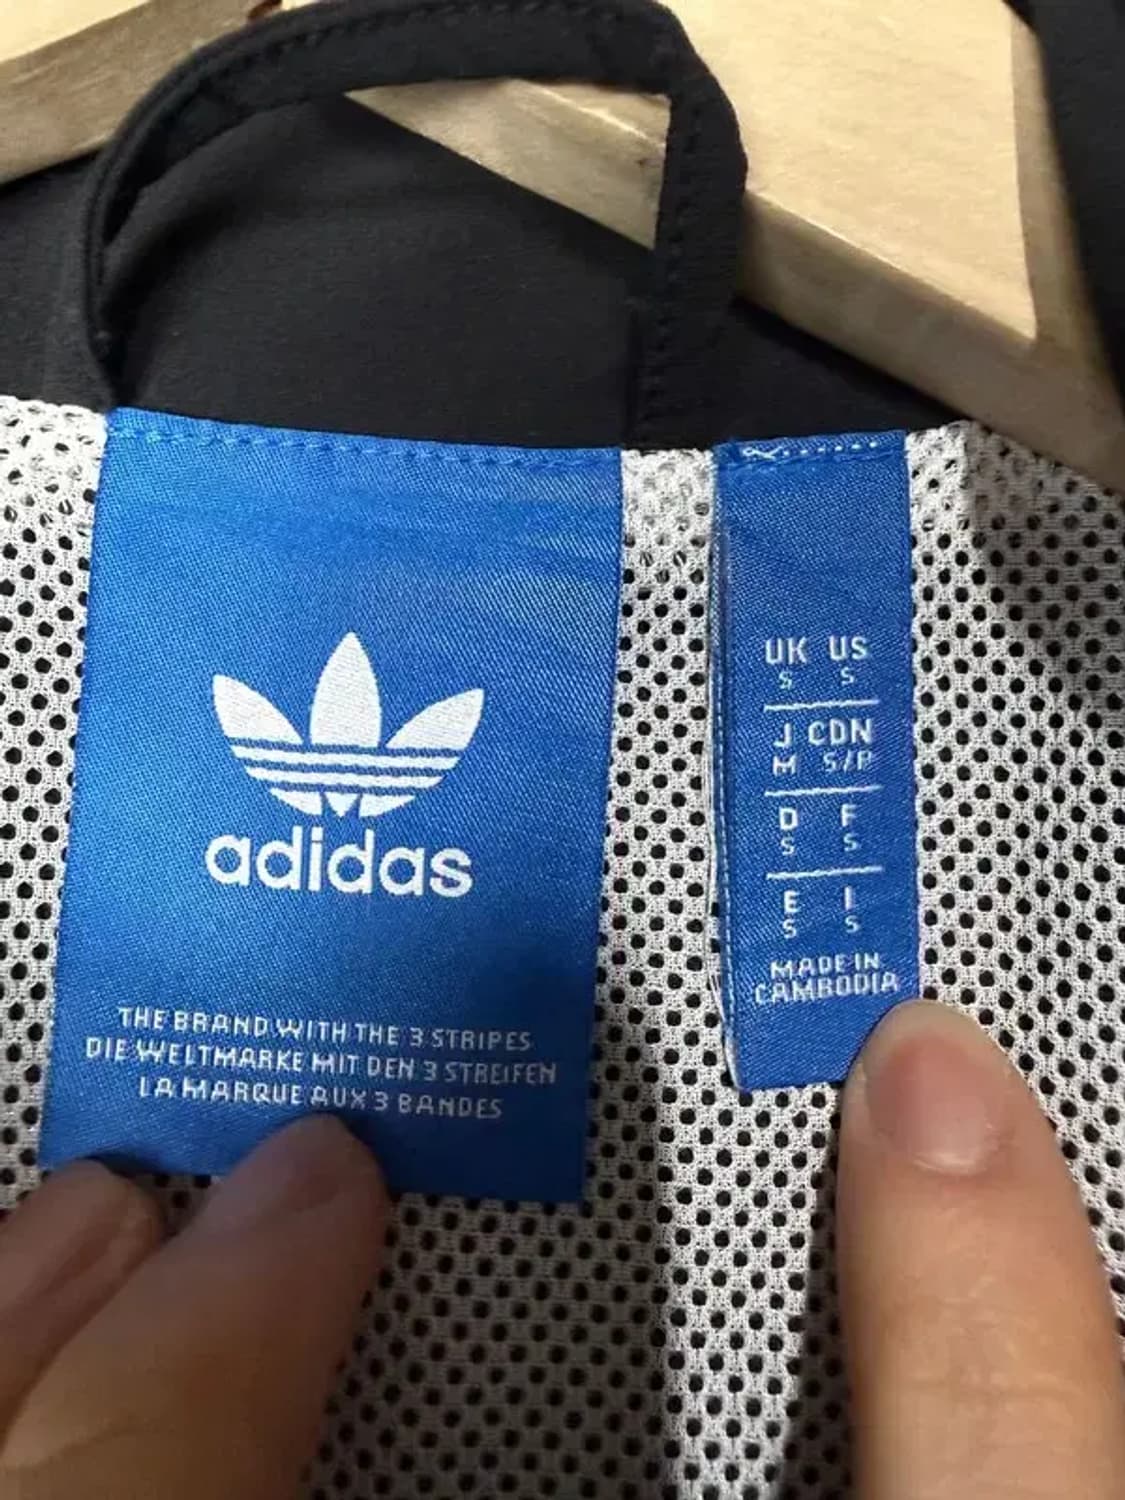 adidas
THE BRAND WITH THE 3 STRIPES
DIE WELTMARKE MIT DEN 3 STREIFEN
LA MARQUE AUX 3 BANDES
UK US
S S
J CDN
M S/P
D F
S S
E I
S S
MADE IN
CAMBODIA